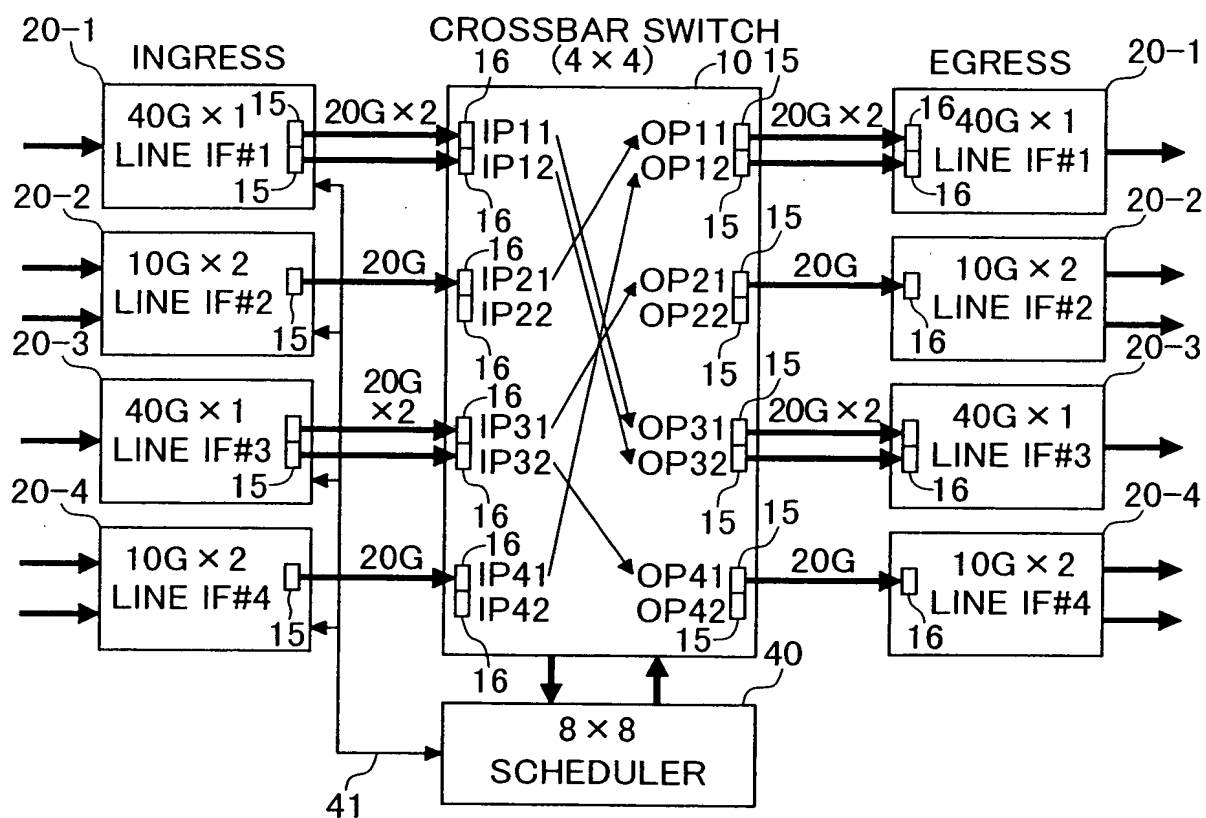 CROSSBAR SWITCH
(4 × 4)
INGRESS
EGRESS
20-1
16
10
15
20-1
40G × 1
LINE IF#1
15
15
20G × 2
IP11
IP12
16
OP11
OP12
15
20G × 2
16
40G × 1
LINE IF#1
16
20-2
10G × 2
LINE IF#2
15
20G
16
IP21
IP22
16
15
OP21
OP22
15
20G
20-2
10G × 2
LINE IF#2
16
20-3
40G × 1
LINE IF#3
15
20G
×2
16
IP31
IP32
16
15
OP31
OP32
15
20G × 2
20-3
40G × 1
LINE IF#3
16
20-4
10G × 2
LINE IF#4
15
20G
16
IP41
IP42
16
15
OP41
OP42
15
20G
20-4
10G × 2
LINE IF#4
16
40
8 × 8
SCHEDULER
41